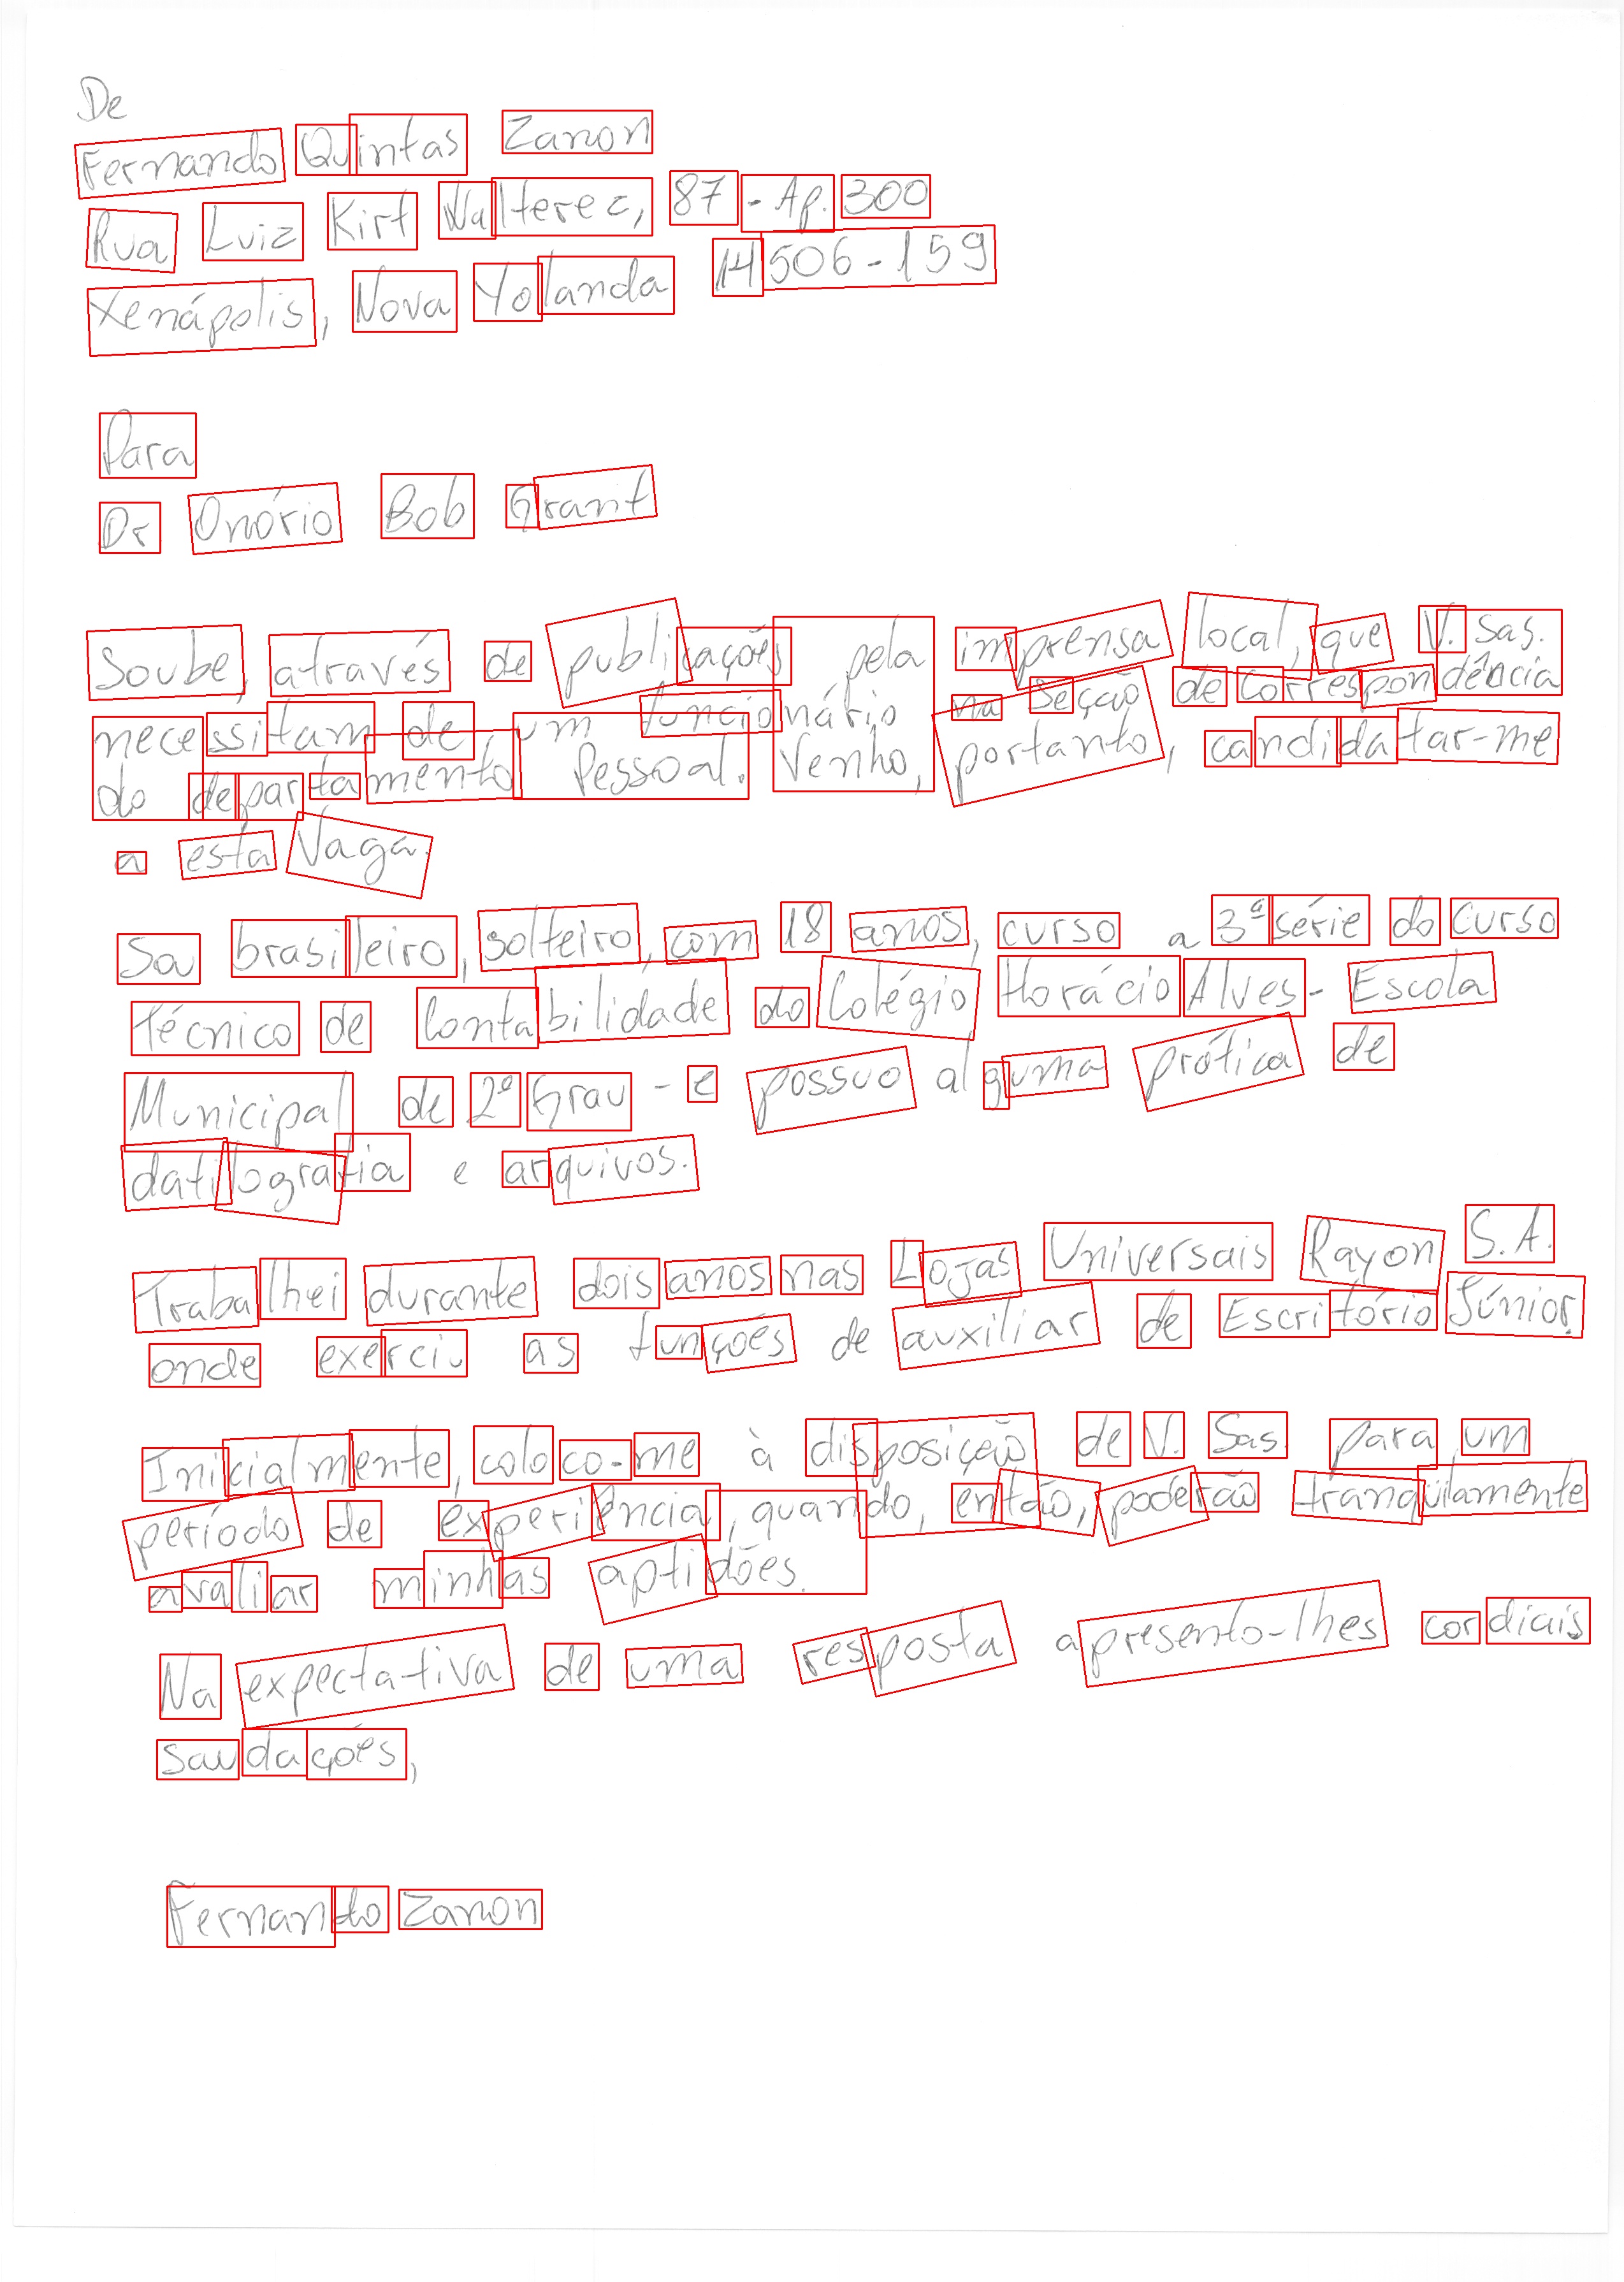 De
Fernando Quintas Zanon
Rua Luiz Kirt Walterez, 87 - Ap. 300
Xenápolis, Nova Yolanda 14506-159
Para
Dr Onório Bob Grant
Soube, através de publicações pela imprensa local, que V. Sas.
necessitam de um funcionário na seção de correspondência
do departamento Pessoal. Venho, portanto, candidatar-me
a esta Vaga.
Sou brasileiro, solteiro, com 18 anos, curso a 3ª série do curso
Técnico de Contabilidade do Colégio Horácio Alves - Escola
Municipal de 2º Grau - e possuo alguma prática de
datilografia e arquivos.
Trabalhei durante dois anos nas Lojas Universais Rayon S.A.
onde exerci as funções de auxiliar de Escritório Júnior.
Inicialmente, coloco-me à disposição de V. Sas. para um
período de experiência, quando, então, poderão tranqüilamente
avaliar minhas aptidões.
Na expectativa de uma resposta apresento-lhes cordiais
saudações,
Fernando Zanon